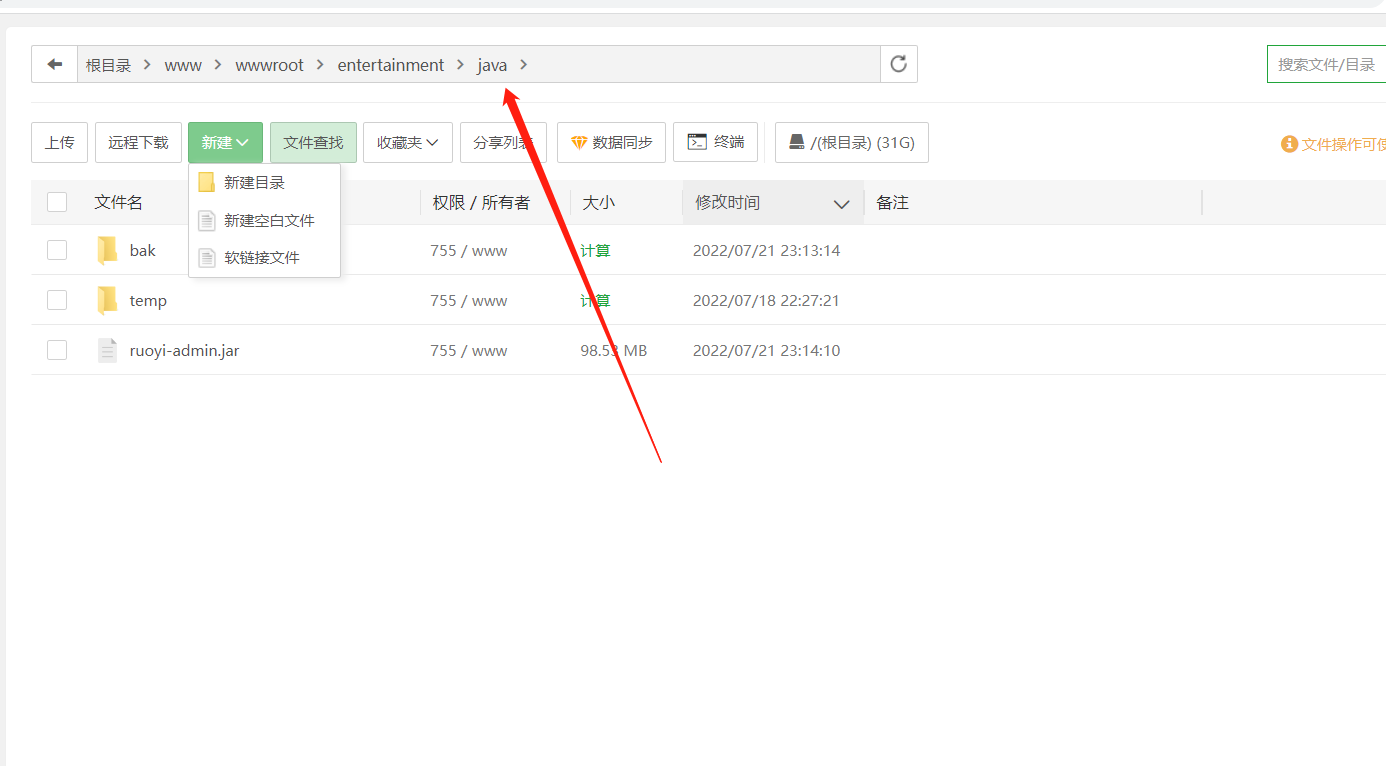 根目录 www wwwroot entertainment java
搜索文件/目录
上传 远程下载 新建 文件查找 收藏夹 分享列表 数据同步 终端 /(根目录) (31G)
文件操作可使
新建目录
新建空白文件
软链接文件
文件名 权限 / 所有者 大小 修改时间 备注
bak 755 / www 计算 2022/07/21 23:13:14
temp 755 / www 计算 2022/07/18 22:27:21
ruoyi-admin.jar 755 / www 98.53 MB 2022/07/21 23:14:10